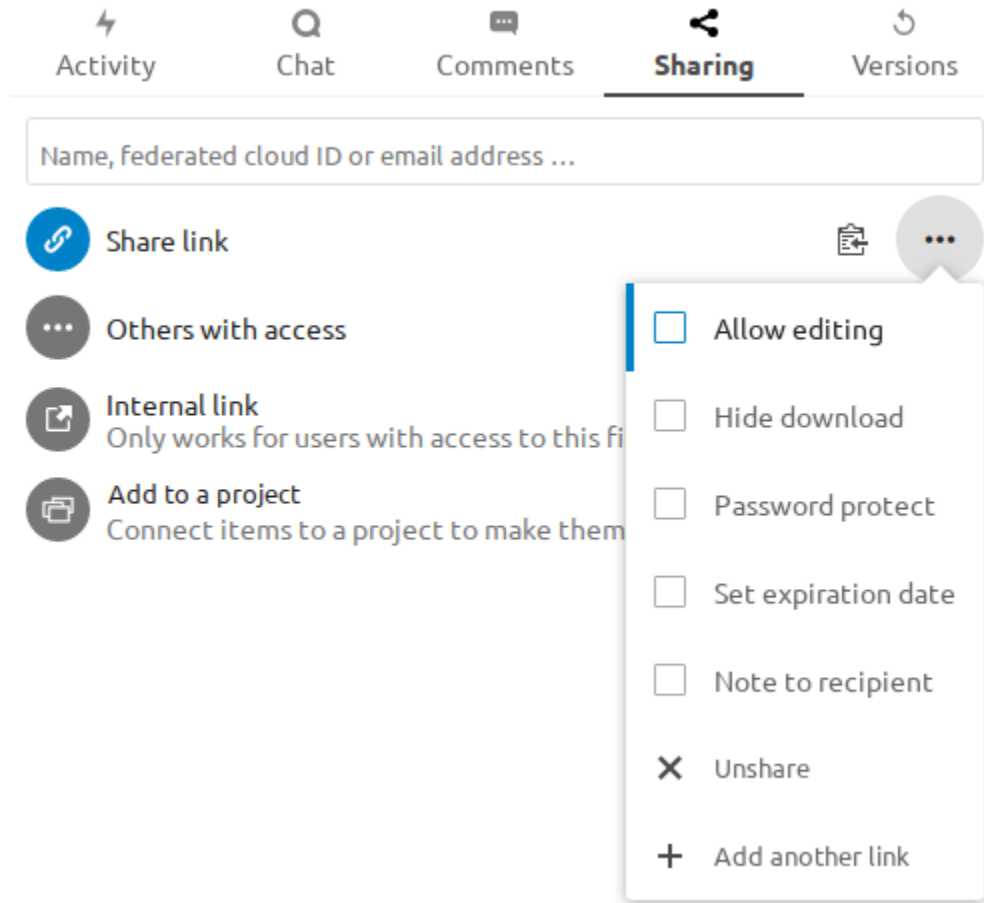 Activity
Chat
Comments
Sharing
Versions
Name, federated cloud ID or email address ...
Share link
Others with access
Internal link
Only works for users with access to this fi
Add to a project
Connect items to a project to make them
Allow editing
Hide download
Password protect
Set expiration date
Note to recipient
Unshare
Add another link